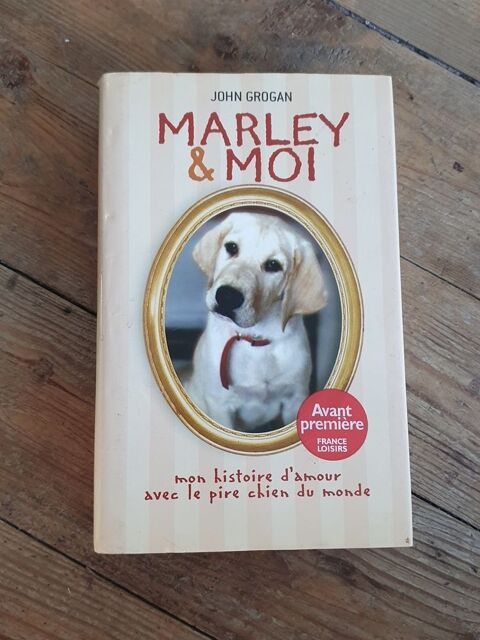 JOHN GROGAN
MARLEY
& MOI
Avant
première
FRANCE
LOISIRS
mon histoire d'amour
avec le pire chien du monde